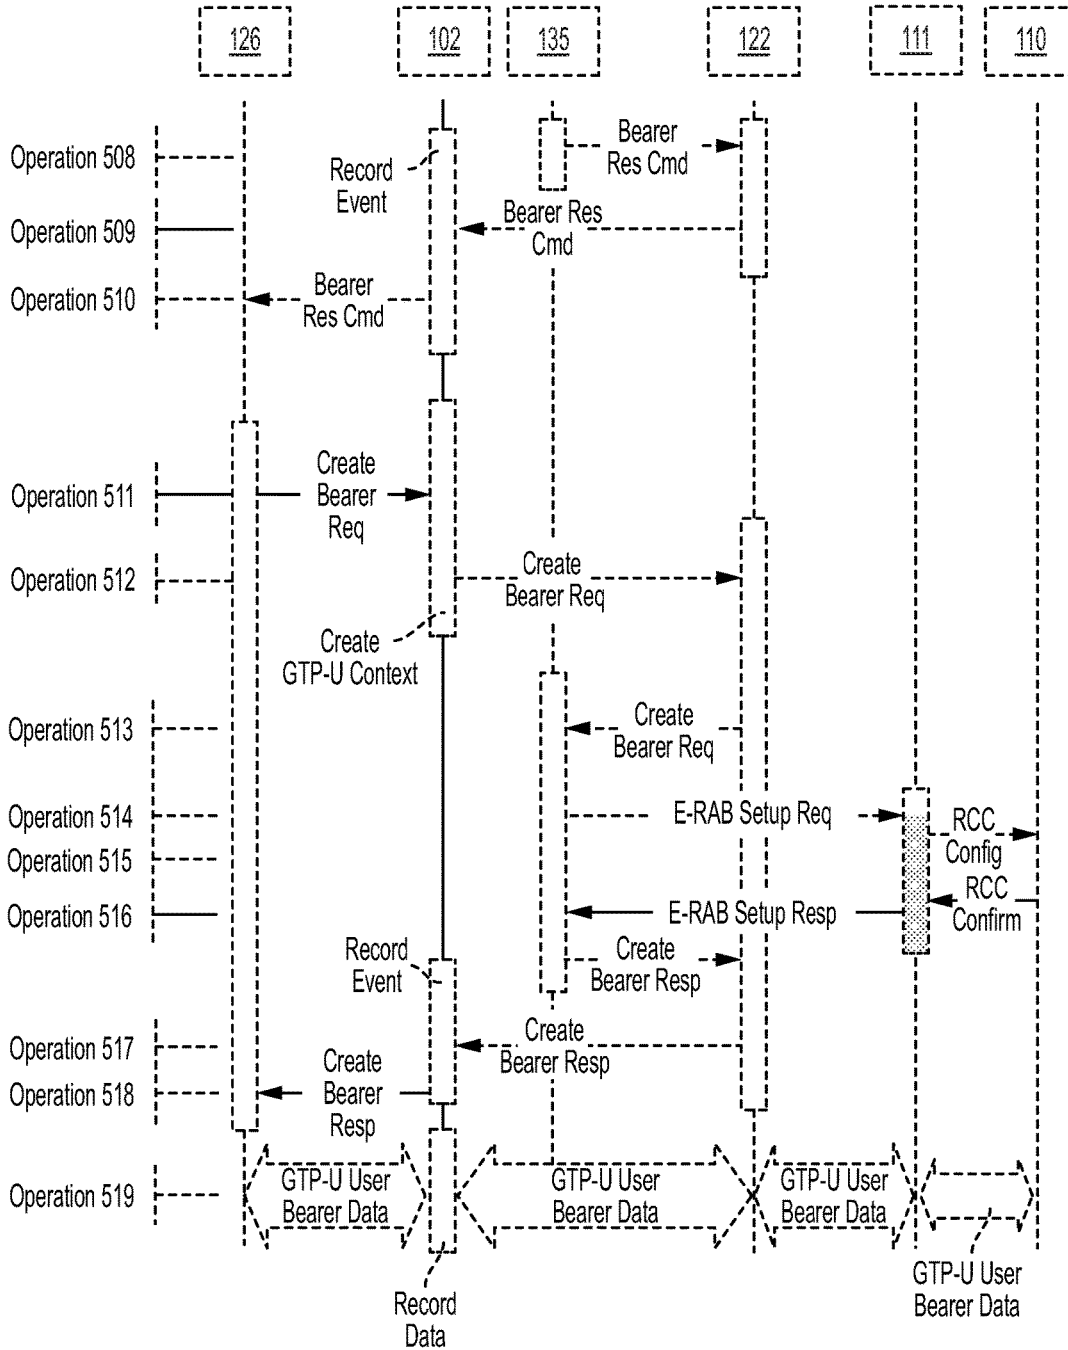 126 102 135 122 111 110
Operation 508
Record
Event
Bearer
Res Cmd
Operation 509
Bearer Res
Cmd
Operation 510
Bearer
Res Cmd
Operation 511
Create
Bearer
Req
Operation 512
Create
Bearer Req
Create
GTP-U Context
Operation 513
Create
Bearer Req
Operation 514
E-RAB Setup Req
RCC
Config
Operation 515
Operation 516
E-RAB Setup Resp
RCC
Confirm
Record
Event
Create
Bearer Resp
Operation 517
Create
Bearer Resp
Operation 518
Create
Bearer
Resp
Operation 519
GTP-U User
Bearer Data
GTP-U User
Bearer Data
GTP-U User
Bearer Data
GTP-U User
Bearer Data
Record
Data